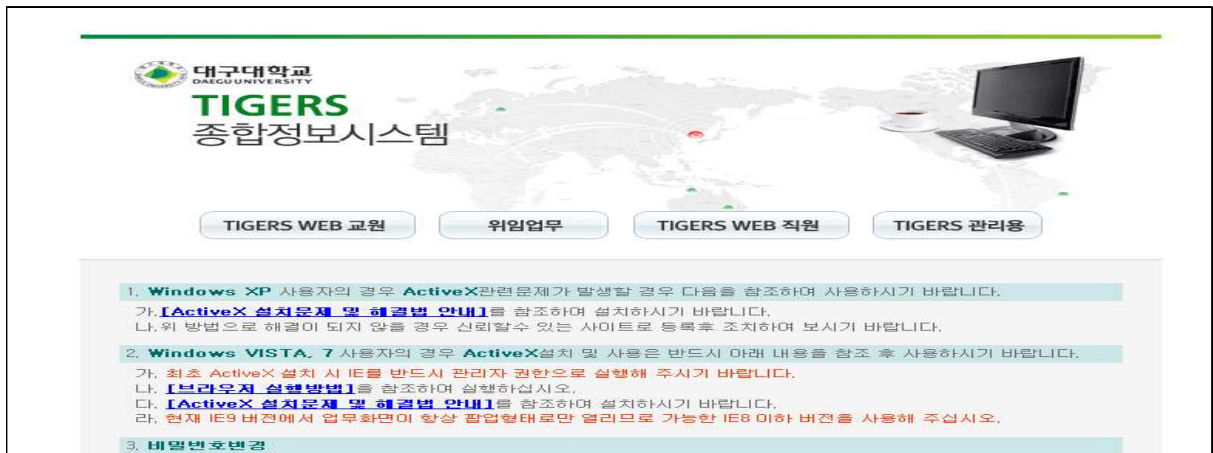 대구대학교
DAEGU UNIVERSITY
TIGERS
종합정보시스템
TIGERS WEB 교원 위임업무 TIGERS WEB 직원 TIGERS 관리용
1, Windows XP 사용자의 경우 ActiveX관련문제가 발생할 경우 다음을 참조하여 사용하시기 바랍니다.
가,[ActiveX 설치문제 및 해결법 안내]를 참조하여 설치하시기 바랍니다.
나,위 방법으로 해결이 되지 않을 경우 신뢰할수 있는 사이트로 등록후 조치하여 보시기 바랍니다.
2, Windows VISTA, 7 사용자의 경우 ActiveX설치 및 사용은 반드시 아래 내용을 참조 후 사용하시기 바랍니다.
가, 최초 ActiveX 설치 시 IE를 반드시 관리자 권한으로 실행해 주시기 바랍니다.
나, [브라우저 실행방법]을 참조하여 실행하십시오.
다, [ActiveX 설치문제 및 해결법 안내]를 참조하여 설치하시기 바랍니다.
라, 현재 IE9 버전에서 업무화면이 항상 팝업형태로만 열리므로 가능한 IE8 이하 버전을 사용해 주십시오,
3, 비밀번호변경